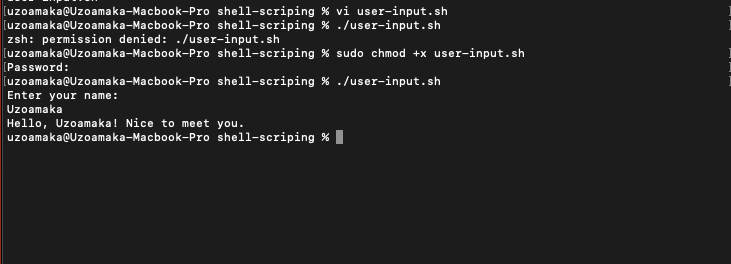 [uzoamaka@Uzoamaka-Macbook-Pro shell-scriping % vi user-input.sh ]
[uzoamaka@Uzoamaka-Macbook-Pro shell-scriping % ./user-input.sh ]
zsh: permission denied: ./user-input.sh
[uzoamaka@Uzoamaka-Macbook-Pro shell-scriping % sudo chmod +x user-input.sh ]
[Password: ]
[uzoamaka@Uzoamaka-Macbook-Pro shell-scriping % ./user-input.sh ]
Enter your name:
Uzoamaka
Hello, Uzoamaka! Nice to meet you.
uzoamaka@Uzoamaka-Macbook-Pro shell-scriping %